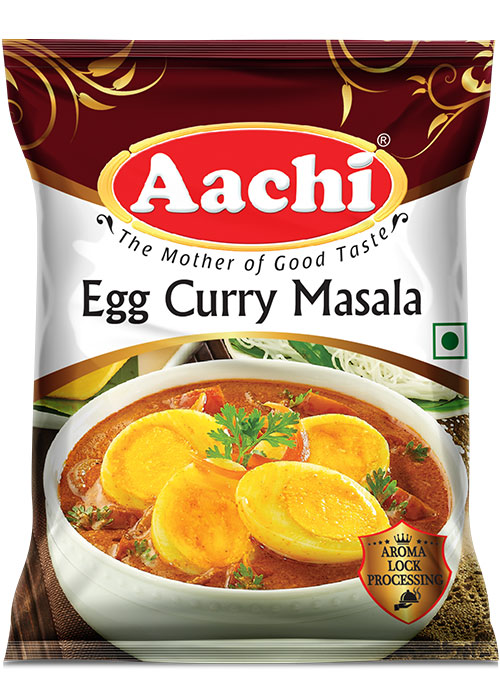 Aachi
®
The Mother of Good Taste
Egg Curry Masala
AROMA
LOCK
PROCESSING